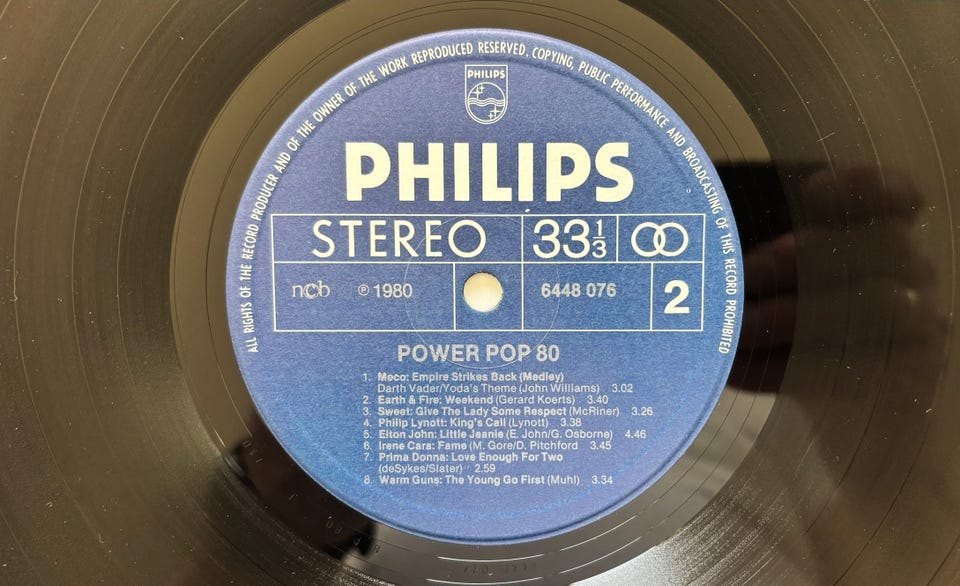 ALL RIGHTS OF THE RECORD PRODUCER AND OF THE OWNER OF THE WORK REPRODUCED RESERVED. COPYING, PUBLIC PERFORMANCE AND BROADCASTING OF THIS RECORD PROHIBITED
PHILIPS
PHILIPS
STEREO 33 1/3
ncb ℗ 1980 6448 076 2
POWER POP 80
1. Meco: Empire Strikes Back (Medley)
Darth Vader/Yoda's Theme (John Williams) 3.02
2. Earth & Fire: Weekend (Gerard Koerts) 3.40
3. Sweet: Give The Lady Some Respect (McRiner) 3.26
4. Philip Lynott: King's Call (Lynott) 3.38
5. Elton John: Little Jeanie (E. John/G. Osborne) 4.46
6. Irene Cara: Fame (M. Gore/D. Pitchford 3.45
7. Prima Donna: Love Enough For Two
(deSykes/Slater) 2.59
8. Warm Guns: The Young Go First (Muhl) 3.34